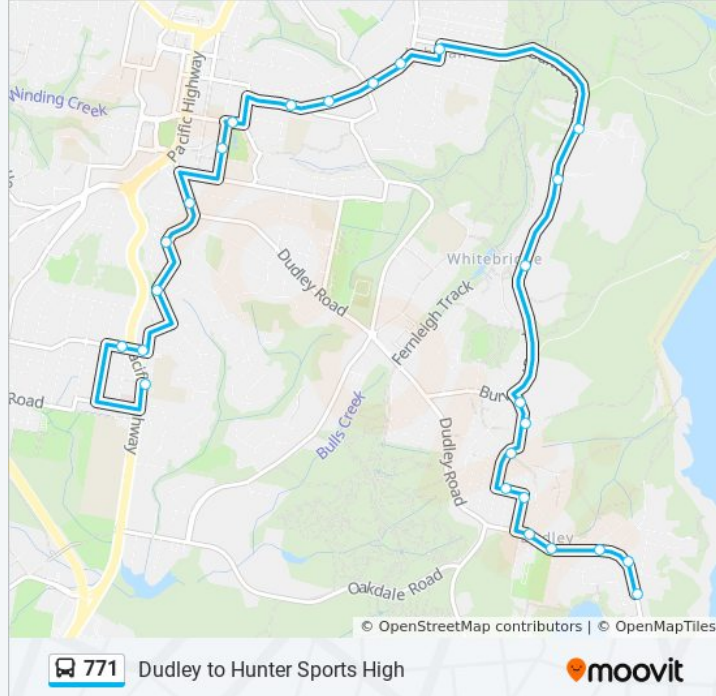 Winding Creek
Pacific Highway
Whitebridge
Dudley Road
Fernleigh Track
Pacific Highway
Road
Bulls Creek
Dudley Road
Dudley
Oakdale Road
© OpenStreetMap contributors | © OpenMapTiles
771 Dudley to Hunter Sports High
moovit